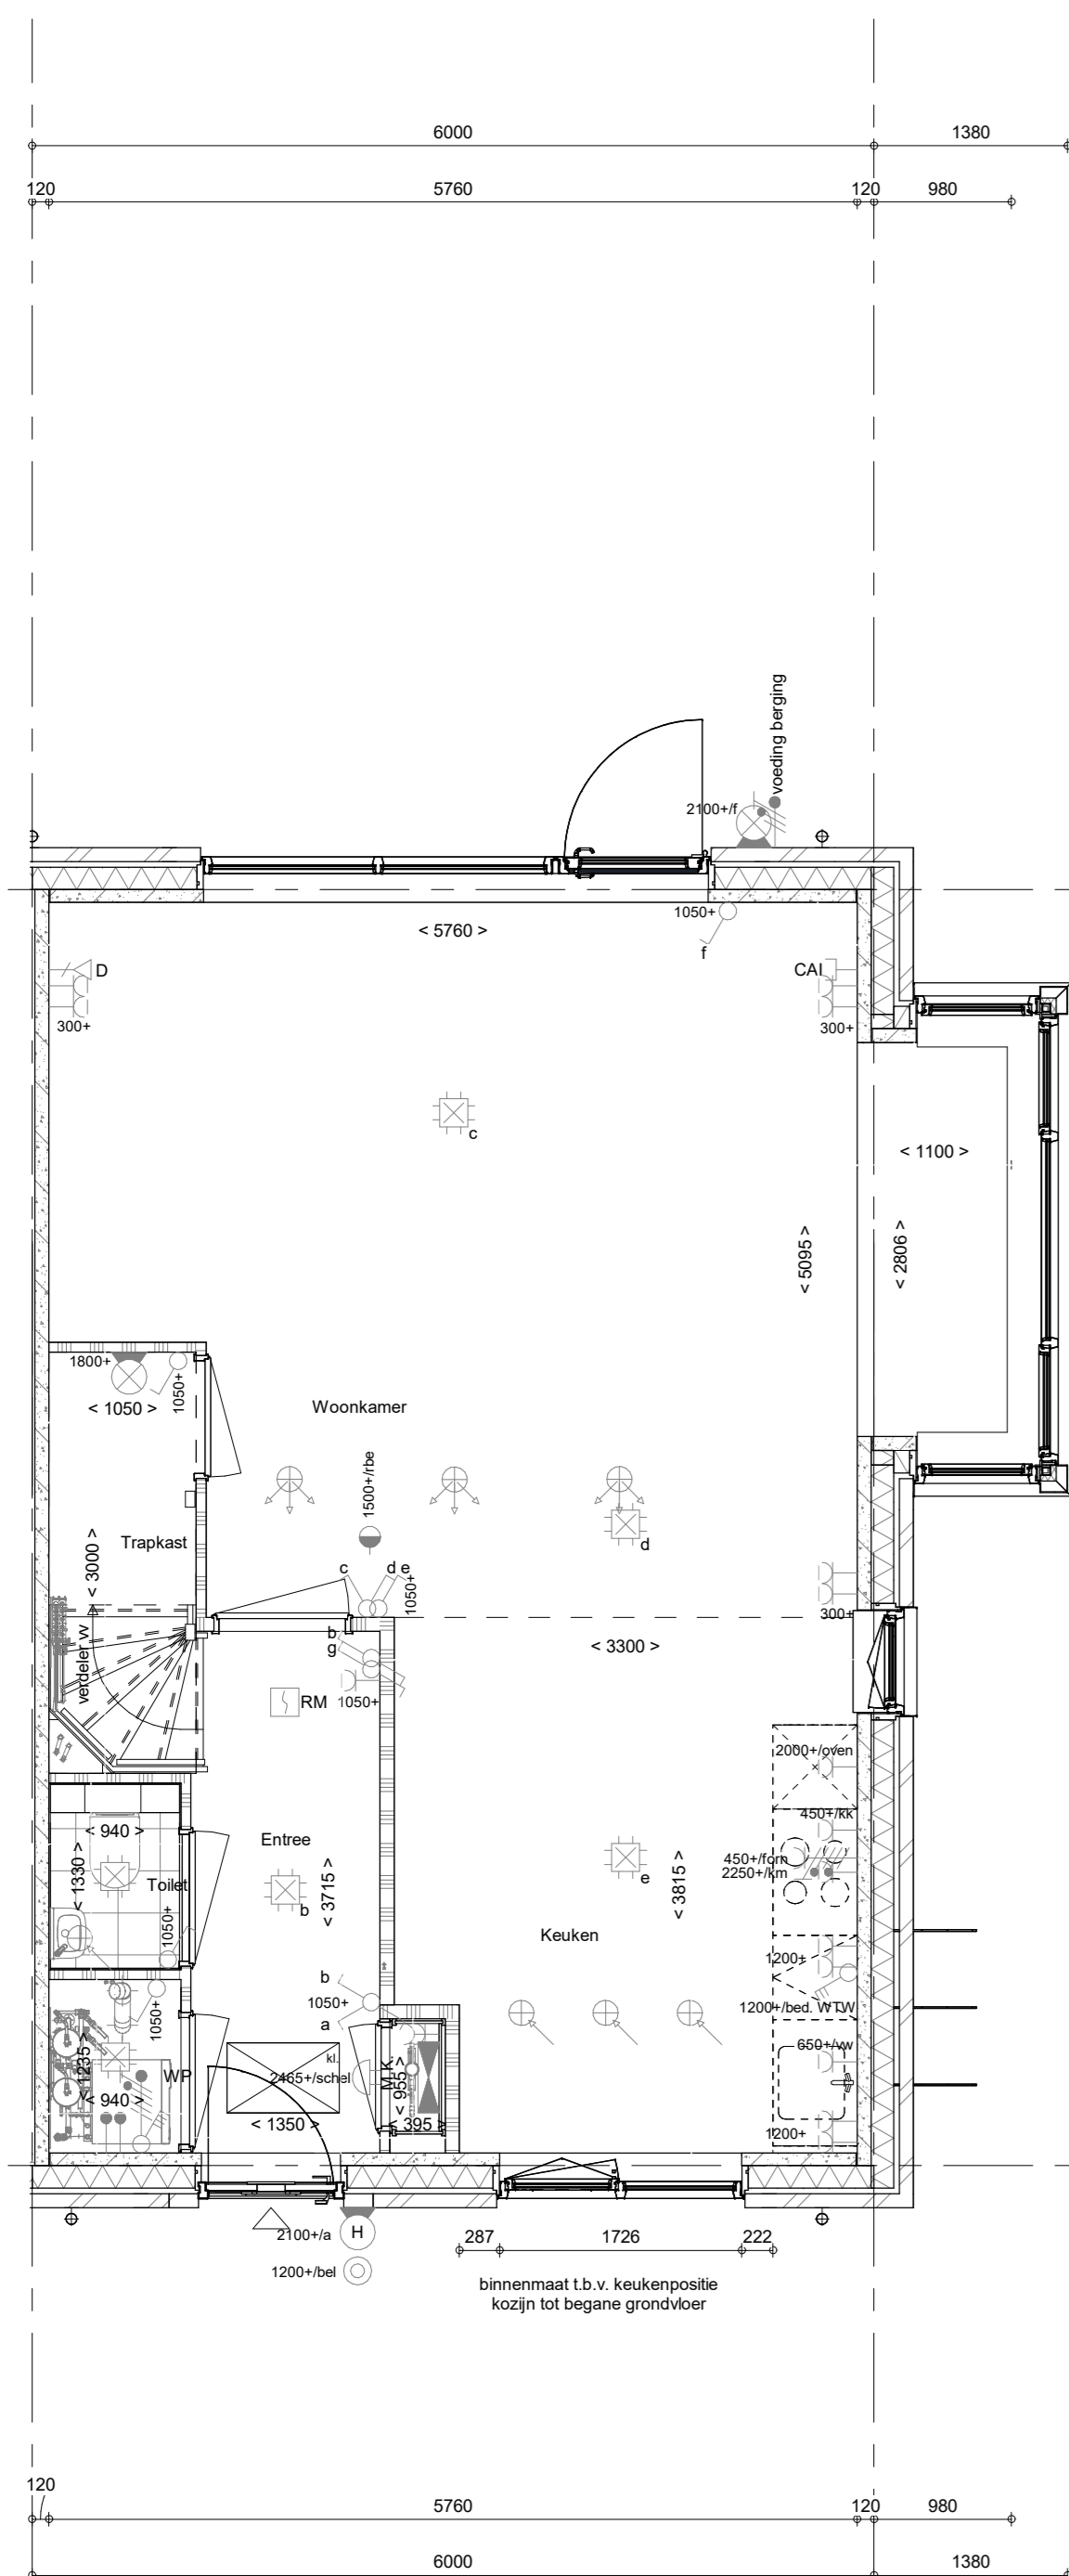 6000
1380
120
5760
120
980
voeding berging
2100+/f
< 5760 >
1050+
f
D
CAI
300+
300+
c
< 1100 >
< 5095 >
< 2806 >
1800+
1050+
< 1050 >
Woonkamer
1500+/rbe
Trapkast
d
< 3000 >
c
d e
1050+
300+
b
g
< 3300 >
verdeler vv
RM
1050+
2000+/oven
450+/kk
< 940 >
Entree
450+/forn
2250+/km
< 1330 >
Toilet
b
< 3715 >
e
< 3815 >
1050+
Keuken
1200+
b
1050+
a
1200+/bed. WTW
1050+
650+/vw
kl.
2465+/schel
M.K.
< 955 >
WP
< 1235 >
< 940 >
< 1350 >
< 395 >
1200+
2100+/a
H
287
1726
222
1200+/bel
binnenmaat t.b.v. keukenpositie
kozijn tot begane grondvloer
120
5760
120
980
6000
1380